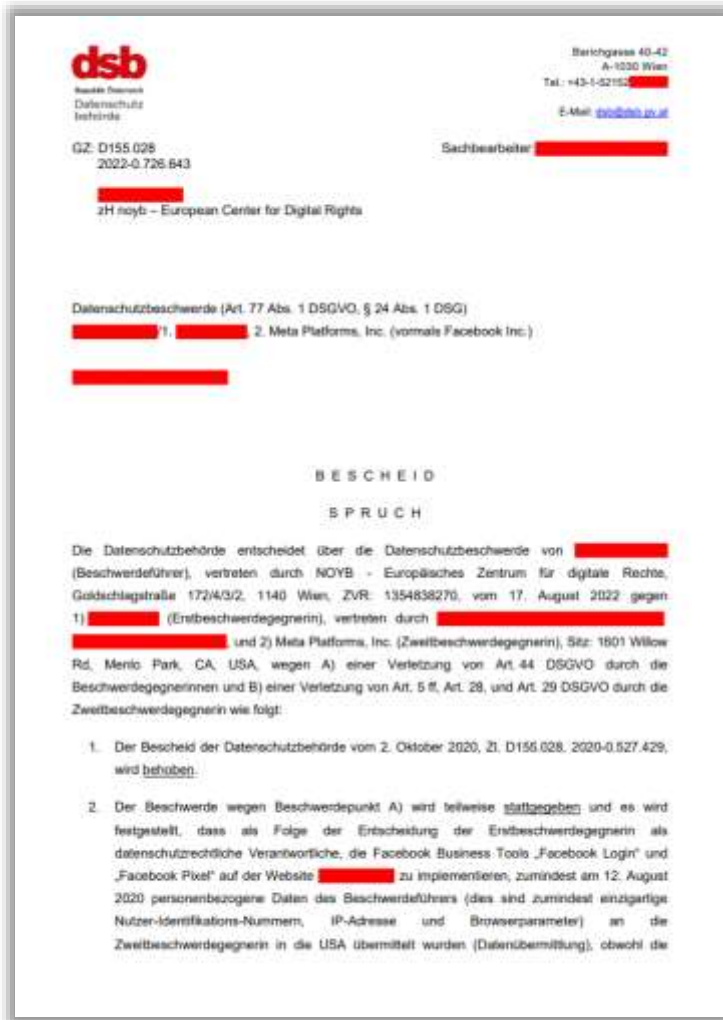 dsb
Republik Österreich
Datenschutz
behörde
Barichgasse 40-42
A-1030 Wien
Tel.: +43-1-52152
E-Mail: dsb@dsb.gv.at
GZ: D155.028
2022-0.726.643
Sachbearbeiter:
zH noyb – European Center for Digital Rights
Datenschutzbeschwerde (Art. 77 Abs. 1 DSGVO, § 24 Abs. 1 DSG)
/1. , 2. Meta Platforms, Inc. (vormals Facebook Inc.)
B E S C H E I D
S P R U C H
Die Datenschutzbehörde entscheidet über die Datenschutzbeschwerde von
(Beschwerdeführer), vertreten durch NOYB - Europäisches Zentrum für digitale Rechte,
Goldschlagstraße 172/4/3/2, 1140 Wien, ZVR: 1354838270, vom 17. August 2022 gegen
1) (Erstbeschwerdegegnerin), vertreten durch
, und 2) Meta Platforms, Inc. (Zweitbeschwerdegegnerin), Sitz: 1601 Willow
Rd, Menlo Park, CA, USA, wegen A) einer Verletzung von Art. 44 DSGVO durch die
Beschwerdegegnerinnen und B) einer Verletzung von Art. 5 ff, Art. 28, und Art. 29 DSGVO durch die
Zweitbeschwerdegegnerin wie folgt:
1. Der Bescheid der Datenschutzbehörde vom 2. Oktober 2020, Zl. D155.028, 2020-0.527.429,
wird behoben.
2. Der Beschwerde wegen Beschwerdepunkt A) wird teilweise stattgegeben und es wird
festgestellt, dass als Folge der Entscheidung der Erstbeschwerdegegnerin als
datenschutzrechtliche Verantwortliche, die Facebook Business Tools „Facebook Login" und
„Facebook Pixel" auf der Website zu implementieren, zumindest am 12. August
2020 personenbezogene Daten des Beschwerdeführers (dies sind zumindest einzigartige
Nutzer-Identifikations-Nummern, IP-Adresse und Browserparameter) an die
Zweitbeschwerdegegnerin in die USA übermittelt wurden (Datenübermittlung), obwohl die